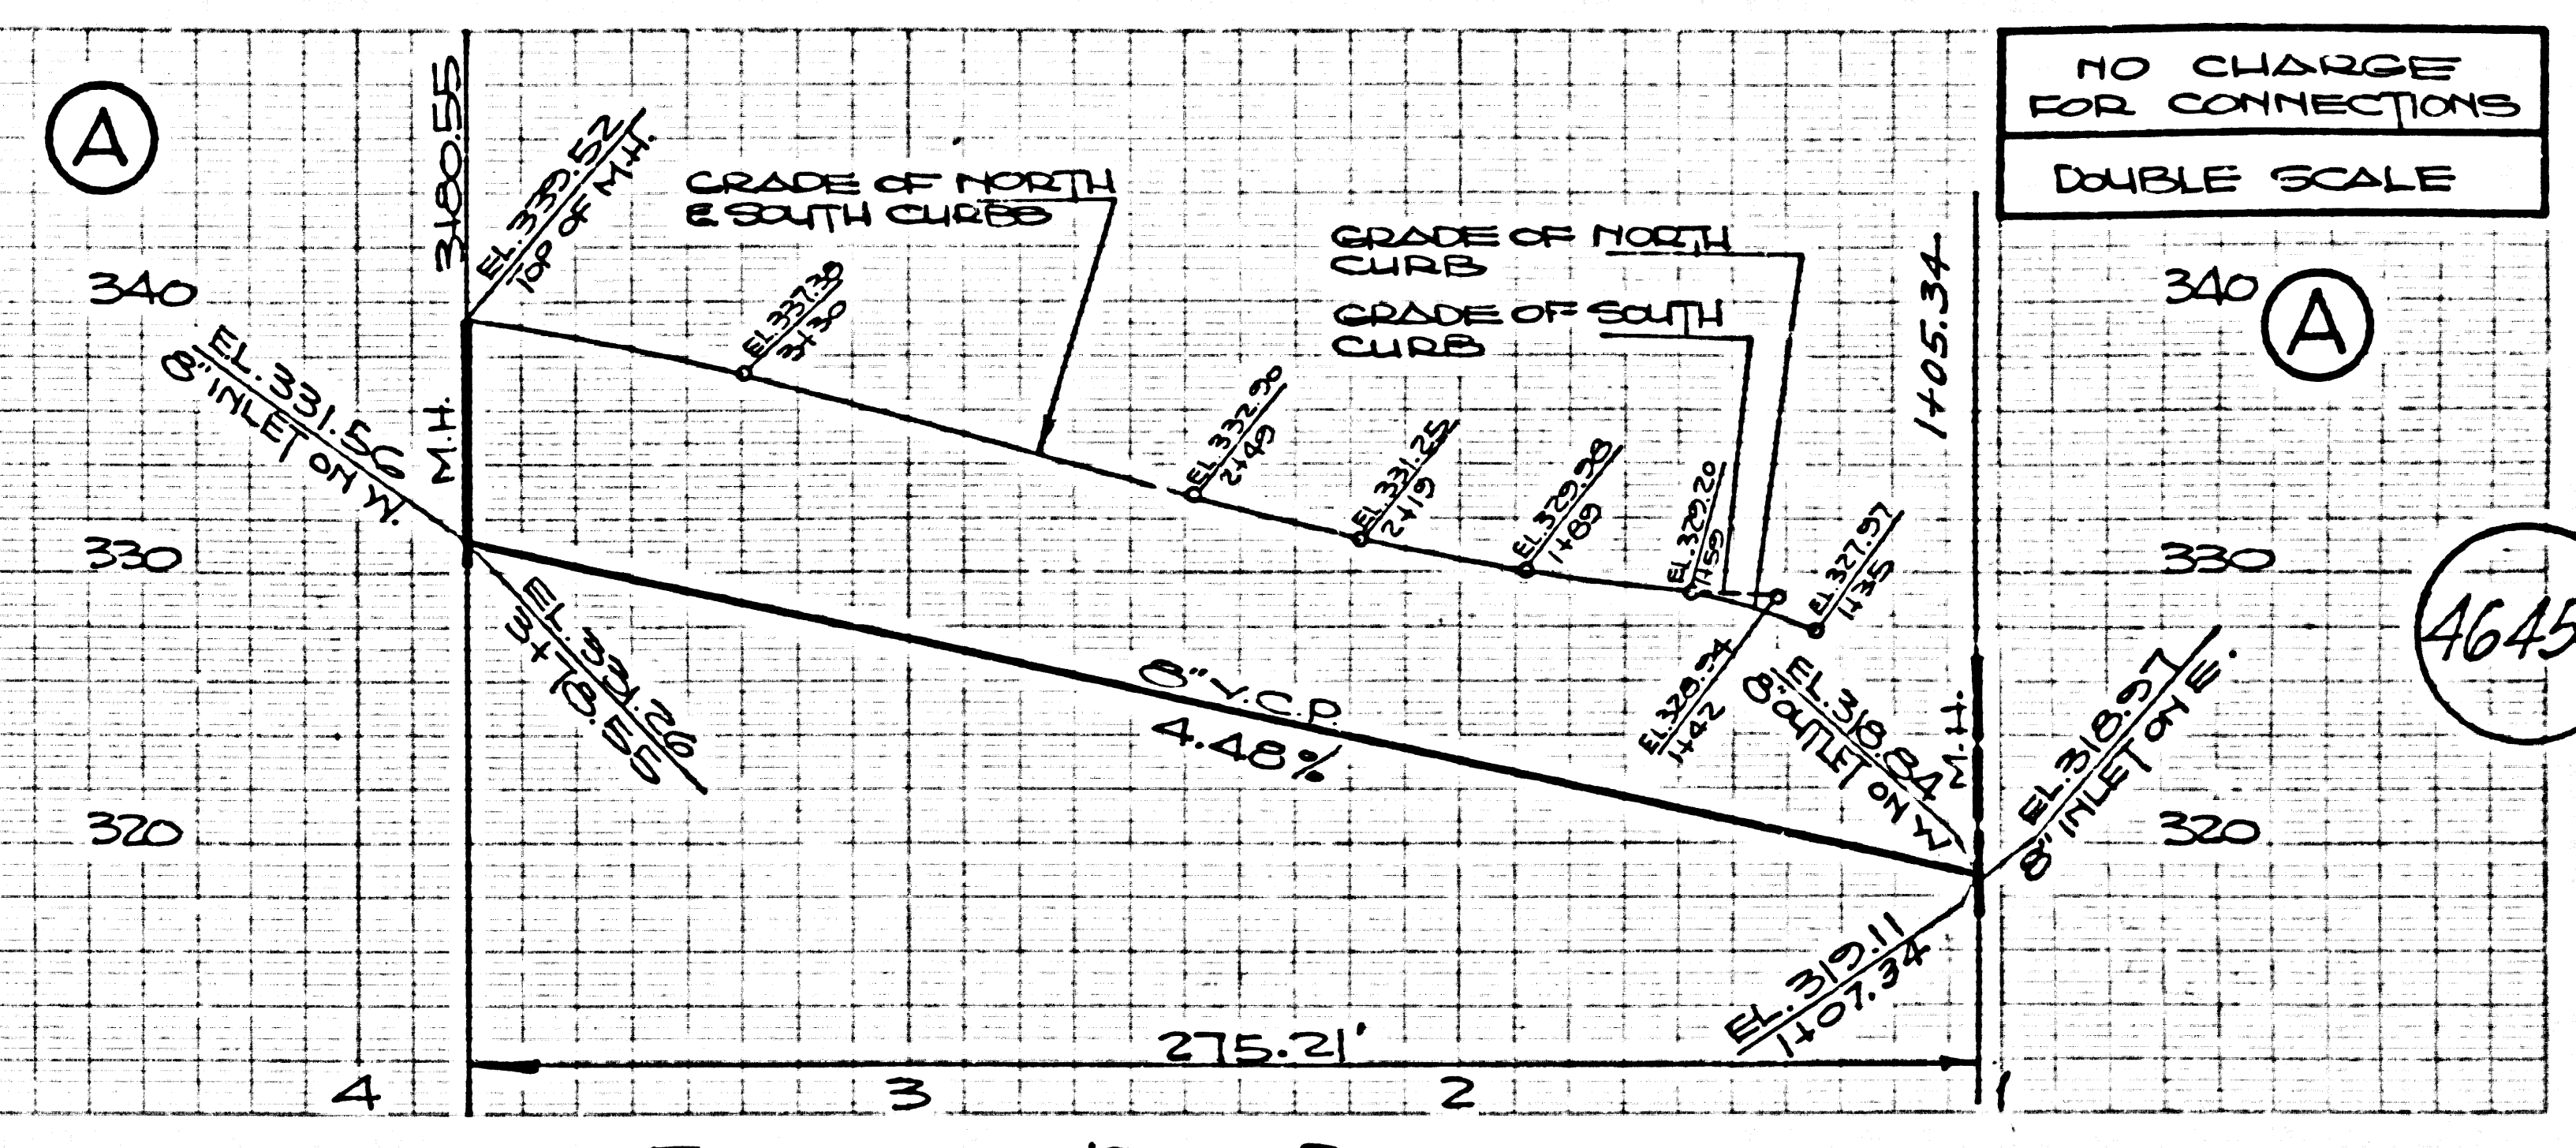 A
3+80.55
EL.339.52
TOP OF M.H.
GRADE OF NORTH
& SOUTH CURBS
NO CHARGE
FOR CONNECTIONS
DOUBLE SCALE
GRADE OF NORTH
CURB
GRADE OF SOUTH
CURB
1+05.34
340
340
A
EL.337.38
3+30
EL.331.56
8" INLET ON W.
M.H.
EL.332.90
2+49
EL.331.25
2+19
EL.329.98
1+89
EL.329.20
1+59
EL.327.97
1+35
330
330
4645
EL.331.26
3+78.55
8" V.C.P.
4.48%
EL.328.94
1+42
EL.318.84
8" OUTLET ON W.
M.H.
EL.318.97
8" INLET ON E.
320
320
EL.319.11
1+07.34
275.21'
4
3
2
1